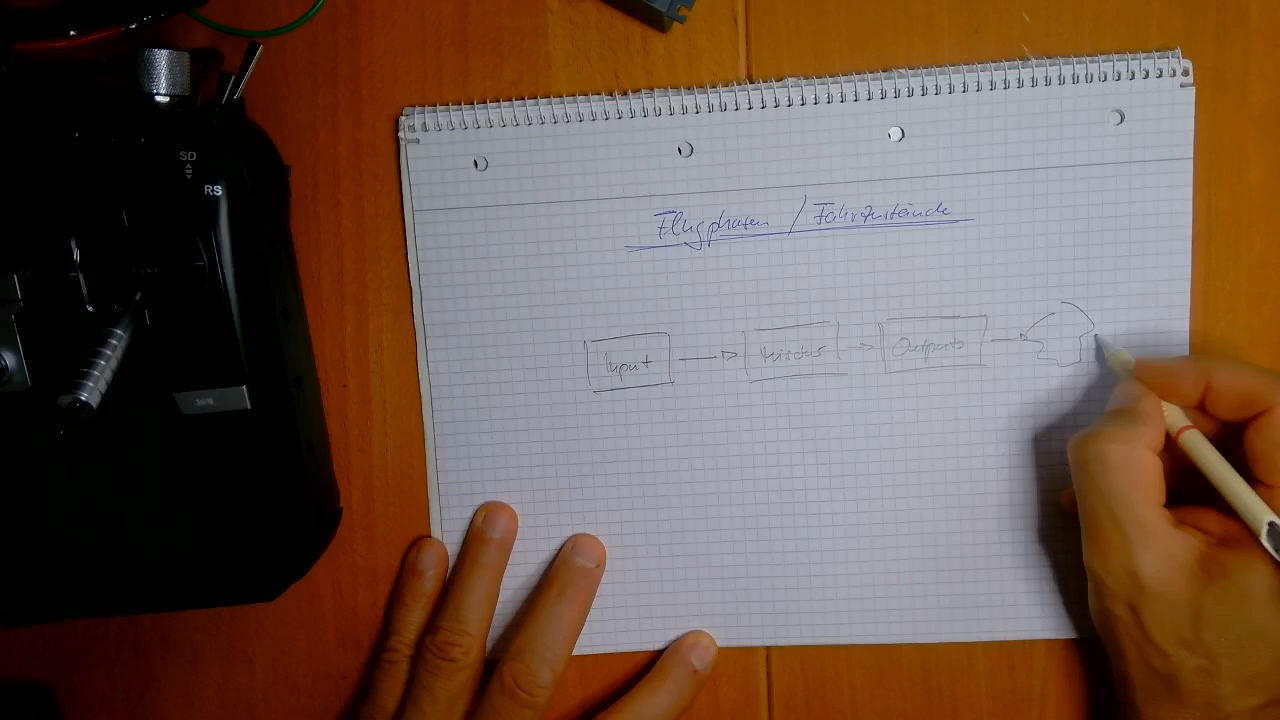 SD
RS
Flugphasen / Fahrzustände
Input
Mischer
Outputs